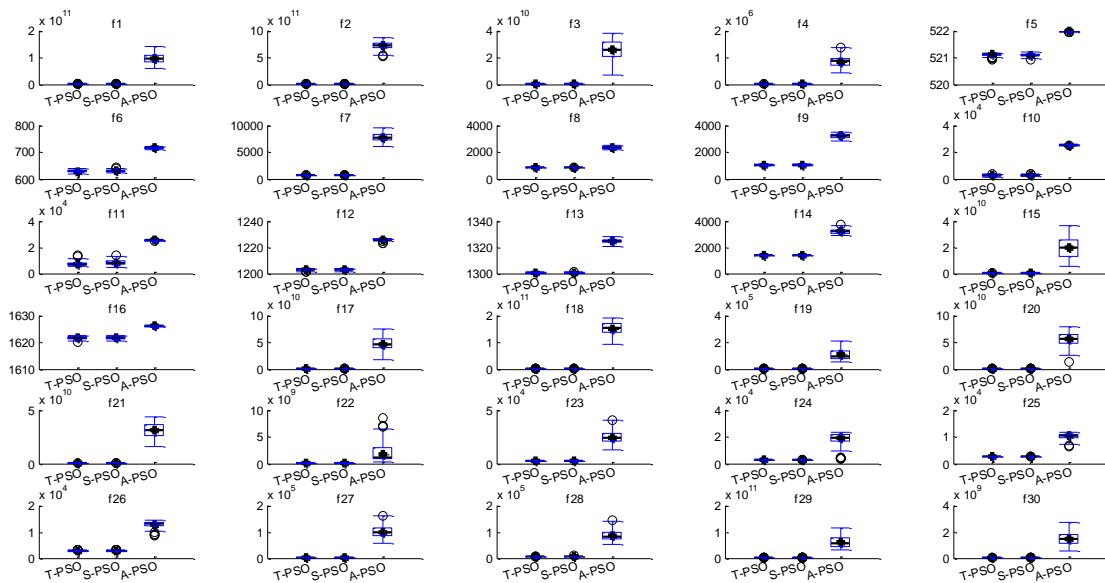 x 10^11 f1
2
1
0
T-PSO S-PSO A-PSO
x 10^11 f2
10
5
0
T-PSO S-PSO A-PSO
x 10^10 f3
4
2
0
T-PSO S-PSO A-PSO
x 10^6 f4
2
1
0
T-PSO S-PSO A-PSO
f5
522
521
520
T-PSO S-PSO A-PSO
f6
800
700
600
T-PSO S-PSO A-PSO
f7
10000
5000
0
T-PSO S-PSO A-PSO
f8
4000
2000
0
T-PSO S-PSO A-PSO
f9
4000
2000
0
T-PSO S-PSO A-PSO
x 10^4 f10
4
2
0
T-PSO S-PSO A-PSO
x 10^4 f11
4
2
0
T-PSO S-PSO A-PSO
f12
1240
1220
1200
T-PSO S-PSO A-PSO
f13
1340
1320
1300
T-PSO S-PSO A-PSO
f14
4000
2000
0
T-PSO S-PSO A-PSO
x 10^10 f15
4
2
0
T-PSO S-PSO A-PSO
f16
1630
1620
1610
T-PSO S-PSO A-PSO
x 10^10 f17
10
5
0
T-PSO S-PSO A-PSO
x 10^11 f18
2
1
0
T-PSO S-PSO A-PSO
x 10^5 f19
4
2
0
T-PSO S-PSO A-PSO
x 10^10 f20
10
5
0
T-PSO S-PSO A-PSO
x 10^10 f21
5
0
T-PSO S-PSO A-PSO
x 10^9 f22
10
5
0
T-PSO S-PSO A-PSO
x 10^4 f23
5
0
T-PSO S-PSO A-PSO
x 10^4 f24
4
2
0
T-PSO S-PSO A-PSO
x 10^4 f25
2
1
0
T-PSO S-PSO A-PSO
x 10^4 f26
2
1
0
T-PSO S-PSO A-PSO
x 10^5 f27
2
1
0
T-PSO S-PSO A-PSO
x 10^5 f28
2
1
0
T-PSO S-PSO A-PSO
x 10^11 f29
2
1
0
T-PSO S-PSO A-PSO
x 10^9 f30
4
2
0
T-PSO S-PSO A-PSO